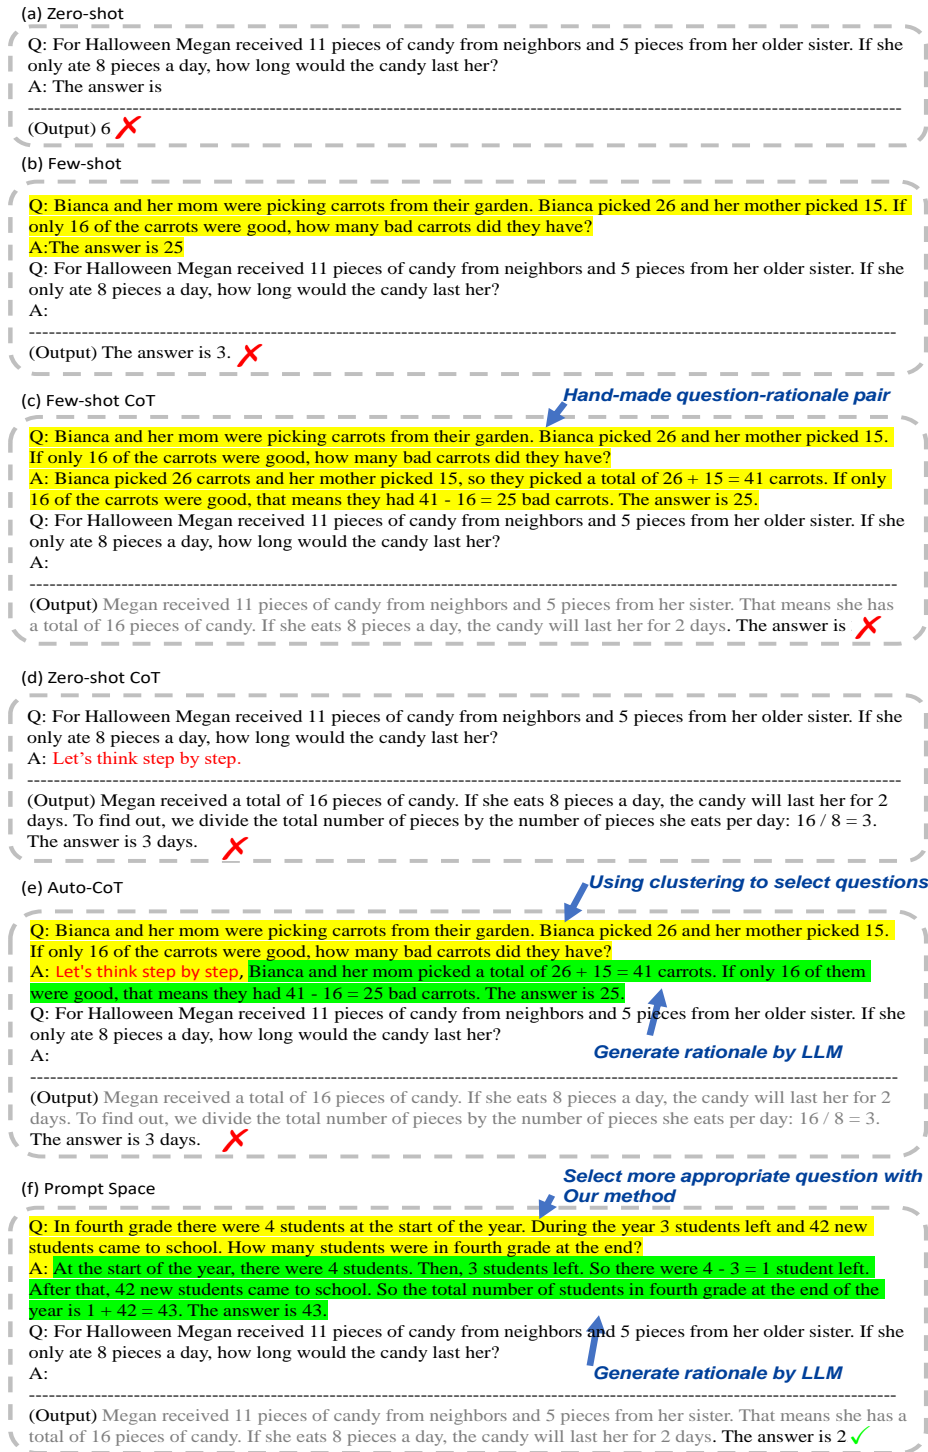 (a) Zero-shot
Q: For Halloween Megan received 11 pieces of candy from neighbors and 5 pieces from her older sister. If she
only ate 8 pieces a day, how long would the candy last her?
A: The answer is
(Output) 6
(b) Few-shot
Q: Bianca and her mom were picking carrots from their garden. Bianca picked 26 and her mother picked 15. If
only 16 of the carrots were good, how many bad carrots did they have?
A:The answer is 25
Q: For Halloween Megan received 11 pieces of candy from neighbors and 5 pieces from her older sister. If she
only ate 8 pieces a day, how long would the candy last her?
A:
(Output) The answer is 3.
(c) Few-shot CoT
Hand-made question-rationale pair
Q: Bianca and her mom were picking carrots from their garden. Bianca picked 26 and her mother picked 15.
If only 16 of the carrots were good, how many bad carrots did they have?
A: Bianca picked 26 carrots and her mother picked 15, so they picked a total of 26 + 15 = 41 carrots. If only
16 of the carrots were good, that means they had 41 - 16 = 25 bad carrots. The answer is 25.
Q: For Halloween Megan received 11 pieces of candy from neighbors and 5 pieces from her older sister. If she
only ate 8 pieces a day, how long would the candy last her?
A:
(Output) Megan received 11 pieces of candy from neighbors and 5 pieces from her sister. That means she has
a total of 16 pieces of candy. If she eats 8 pieces a day, the candy will last her for 2 days. The answer is
(d) Zero-shot CoT
Q: For Halloween Megan received 11 pieces of candy from neighbors and 5 pieces from her older sister. If she
only ate 8 pieces a day, how long would the candy last her?
A: Let's think step by step.
(Output) Megan received a total of 16 pieces of candy. If she eats 8 pieces a day, the candy will last her for 2
days. To find out, we divide the total number of pieces by the number of pieces she eats per day: 16 / 8 = 3.
The answer is 3 days.
(e) Auto-CoT
Using clustering to select questions
Q: Bianca and her mom were picking carrots from their garden. Bianca picked 26 and her mother picked 15.
If only 16 of the carrots were good, how many bad carrots did they have?
A: Let's think step by step, Bianca and her mom picked a total of 26 + 15 = 41 carrots. If only 16 of them
were good, that means they had 41 - 16 = 25 bad carrots. The answer is 25.
Q: For Halloween Megan received 11 pieces of candy from neighbors and 5 pieces from her older sister. If she
only ate 8 pieces a day, how long would the candy last her?
A:
Generate rationale by LLM
(Output) Megan received a total of 16 pieces of candy. If she eats 8 pieces a day, the candy will last her for 2
days. To find out, we divide the total number of pieces by the number of pieces she eats per day: 16 / 8 = 3.
The answer is 3 days.
(f) Prompt Space
Select more appropriate question with
Our method
Q: In fourth grade there were 4 students at the start of the year. During the year 3 students left and 42 new
students came to school. How many students were in fourth grade at the end?
A: At the start of the year, there were 4 students. Then, 3 students left. So there were 4 - 3 = 1 student left.
After that, 42 new students came to school. So the total number of students in fourth grade at the end of the
year is 1 + 42 = 43. The answer is 43.
Q: For Halloween Megan received 11 pieces of candy from neighbors and 5 pieces from her older sister. If she
only ate 8 pieces a day, how long would the candy last her?
A:
Generate rationale by LLM
(Output) Megan received 11 pieces of candy from neighbors and 5 pieces from her sister. That means she has a
total of 16 pieces of candy. If she eats 8 pieces a day, the candy will last her for 2 days. The answer is 2